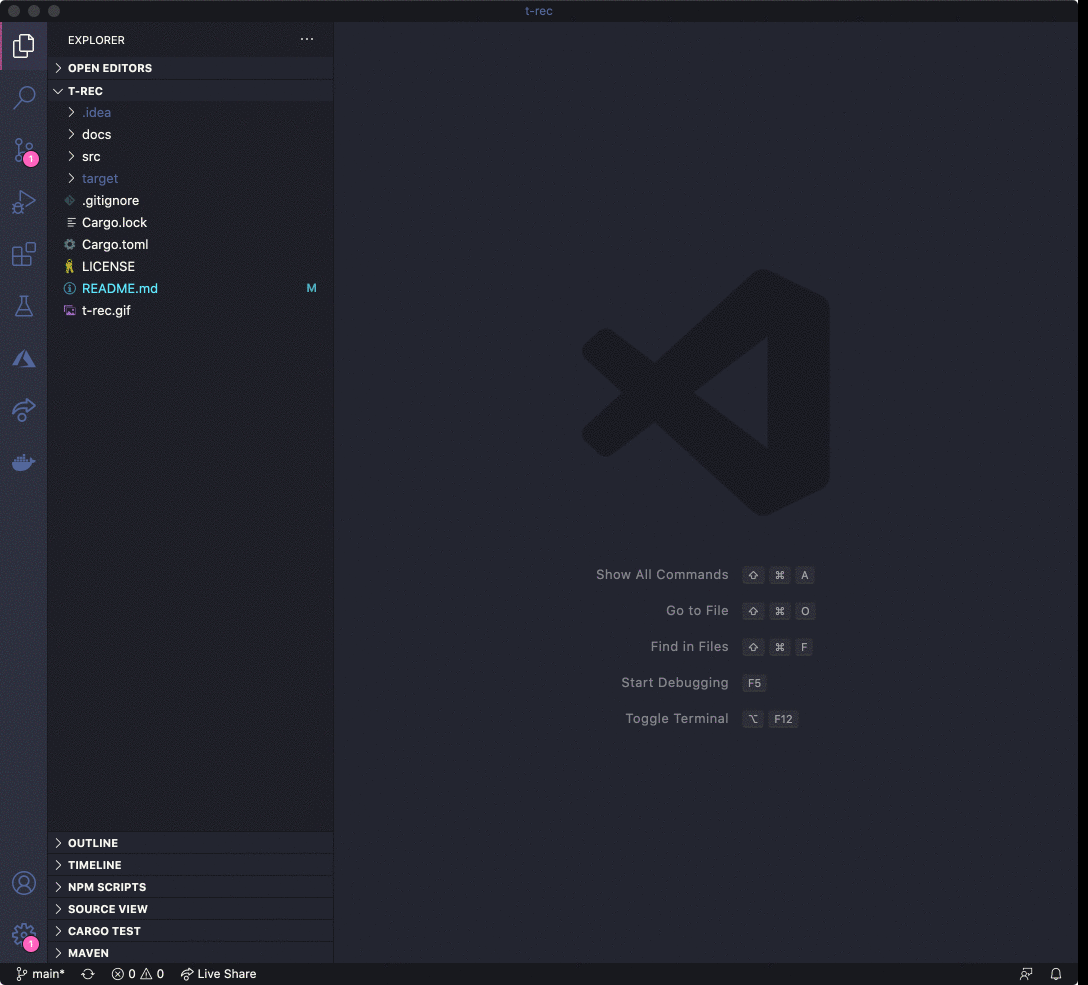 t-rec
EXPLORER
OPEN EDITORS
T-REC
.idea
docs
src
target
.gitignore
Cargo.lock
Cargo.toml
LICENSE
README.md M
t-rec.gif
1
Show All Commands ⇧ ⌘ A
Go to File ⇧ ⌘ O
Find in Files ⇧ ⌘ F
Start Debugging F5
Toggle Terminal ⌥ F12
OUTLINE
TIMELINE
NPM SCRIPTS
SOURCE VIEW
CARGO TEST
MAVEN
1
main* 0 0 Live Share